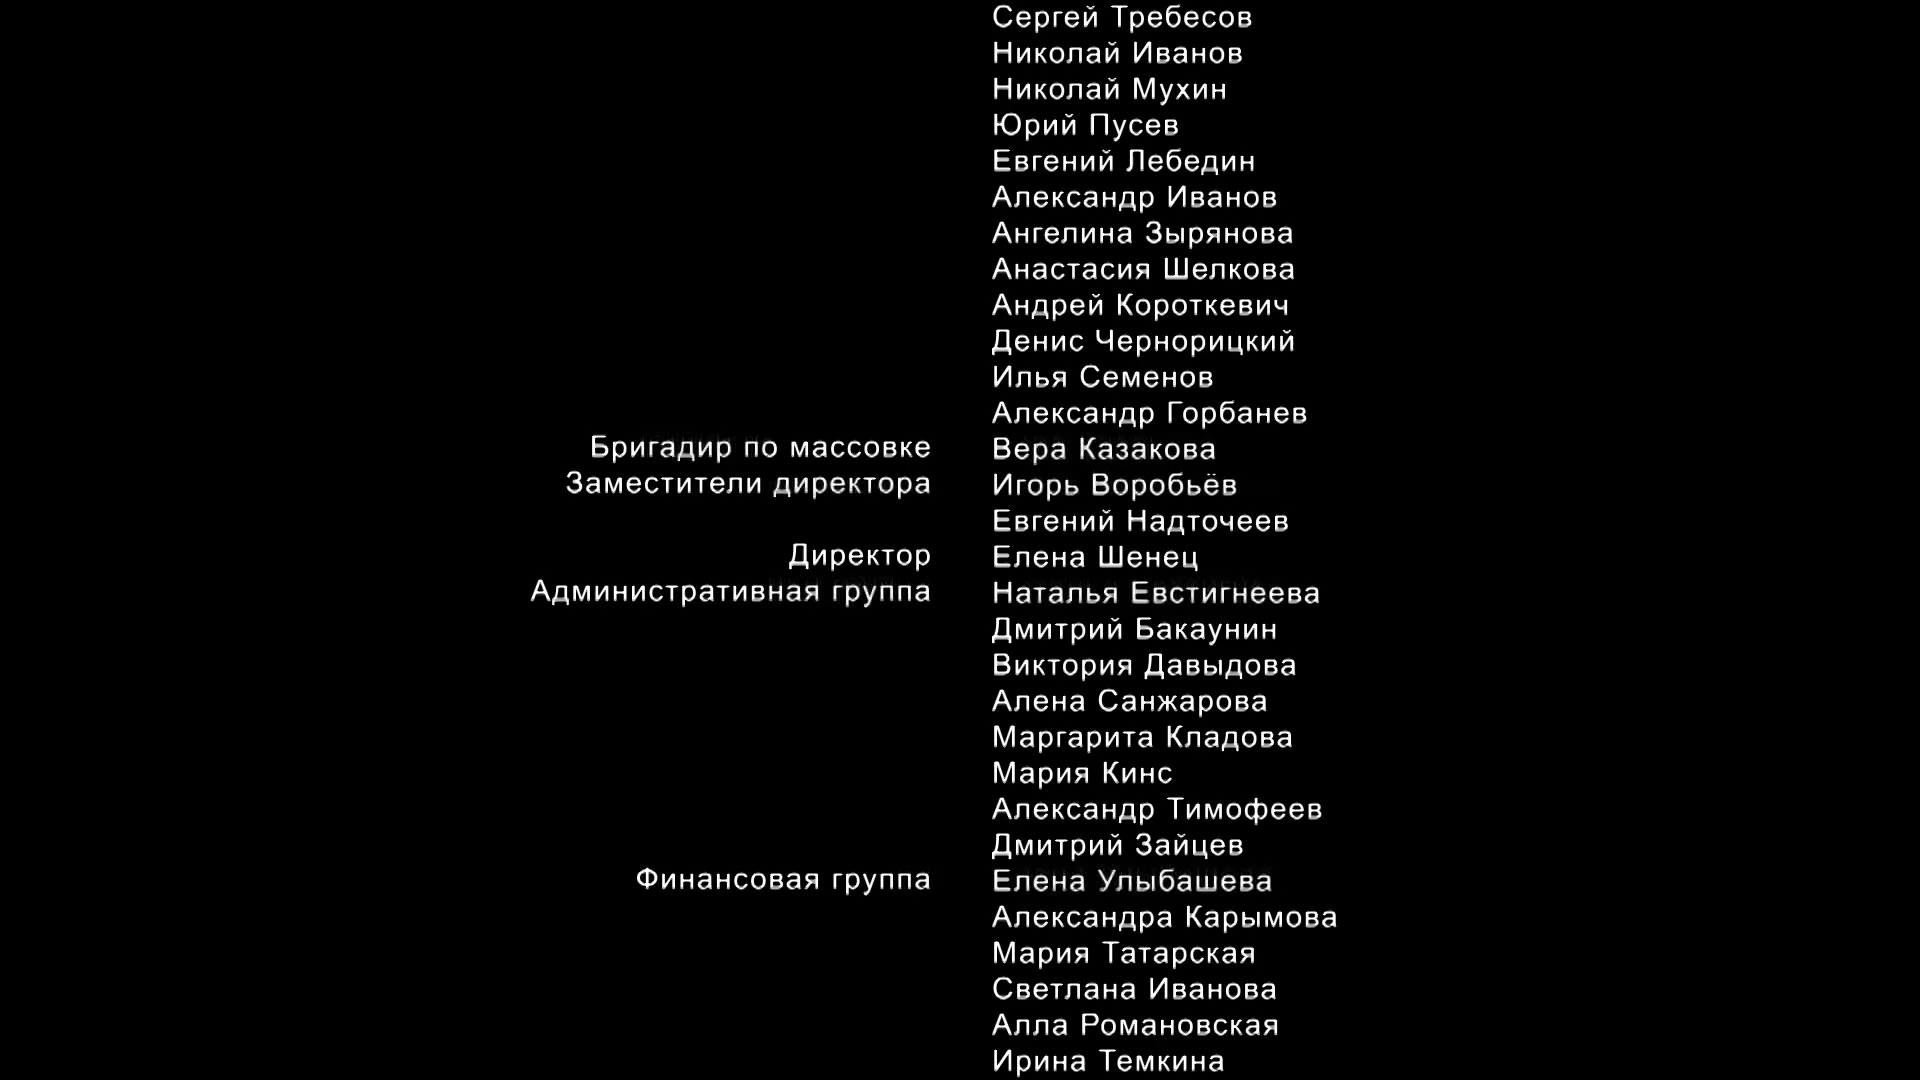 Сергей Требесов
Николай Иванов
Николай Мухин
Юрий Пусев
Евгений Лебедин
Александр Иванов
Ангелина Зырянова
Анастасия Шелкова
Андрей Короткевич
Денис Чернорицкий
Илья Семенов
Александр Горбанев
Бригадир по массовке Вера Казакова
Заместители директора Игорь Воробьёв
Евгений Надточеев
Директор Елена Шенец
Административная группа Наталья Евстигнеева
Дмитрий Бакаунин
Виктория Давыдова
Алена Санжарова
Маргарита Кладова
Мария Кинс
Александр Тимофеев
Дмитрий Зайцев
Финансовая группа Елена Улыбашева
Александра Карымова
Мария Татарская
Светлана Иванова
Алла Романовская
Ирина Темкина